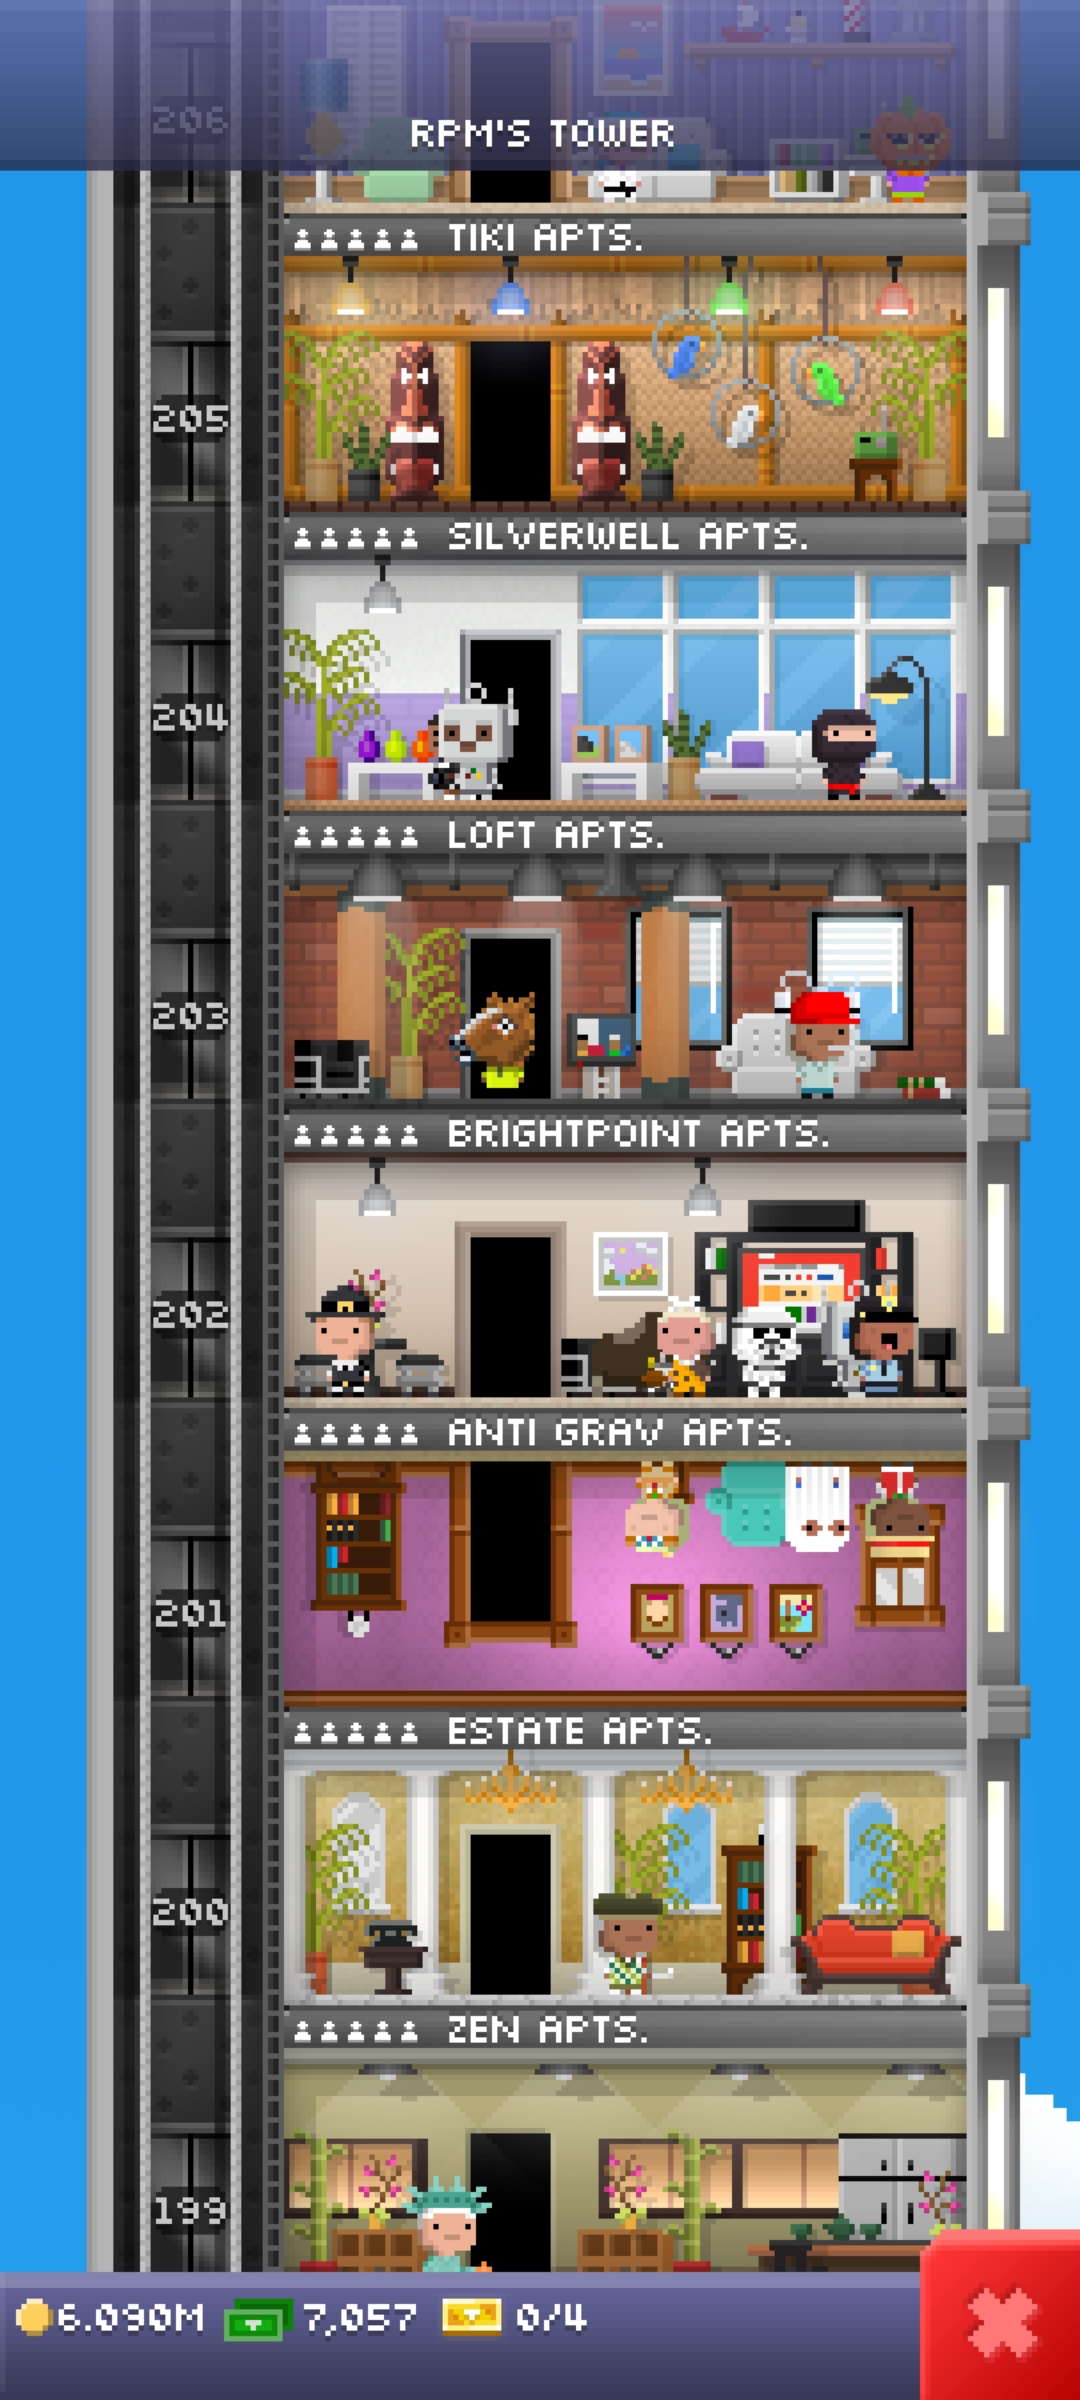 206
RPM'S TOWER
TIKI APTS.
205
SILVERWELL APTS.
204
LOFT APTS.
203
BRIGHTPOINT APTS.
202
ANTI GRAV APTS.
201
ESTATE APTS.
200
ZEN APTS.
199
6.090M 7,057 0/4